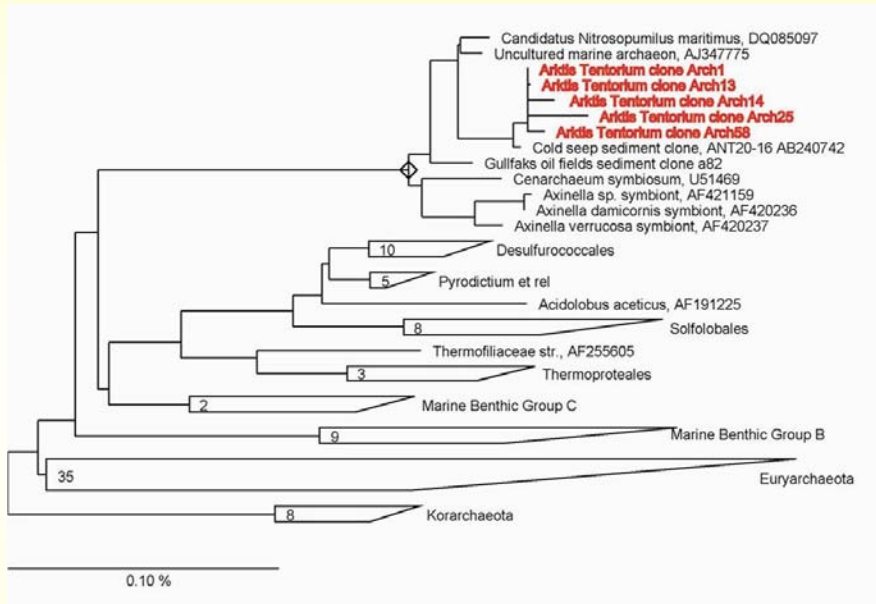 Candidatus Nitrosopumilus maritimus, DQ085097
Uncultured marine archaeon, AJ347775
Arktis Tentorium clone Arch1
Arktis Tentorium clone Arch13
Arktis Tentorium clone Arch14
Arktis Tentorium clone Arch25
Arktis Tentorium clone Arch58
Cold seep sediment clone, ANT20-16 AB240742
Gullfaks oil fields sediment clone a82
Cenarchaeum symbiosum, U51469
Axinella sp. symbiont, AF421159
Axinella damicornis symbiont, AF420236
Axinella verrucosa symbiont, AF420237
10 Desulfurococcales
5 Pyrodictium et rel
Acidolobus aceticus, AF191225
8 Solfolobales
Thermofiliaceae str., AF255605
3 Thermoproteales
2 Marine Benthic Group C
9 Marine Benthic Group B
35 Euryarchaeota
8 Korarchaeota
0.10 %